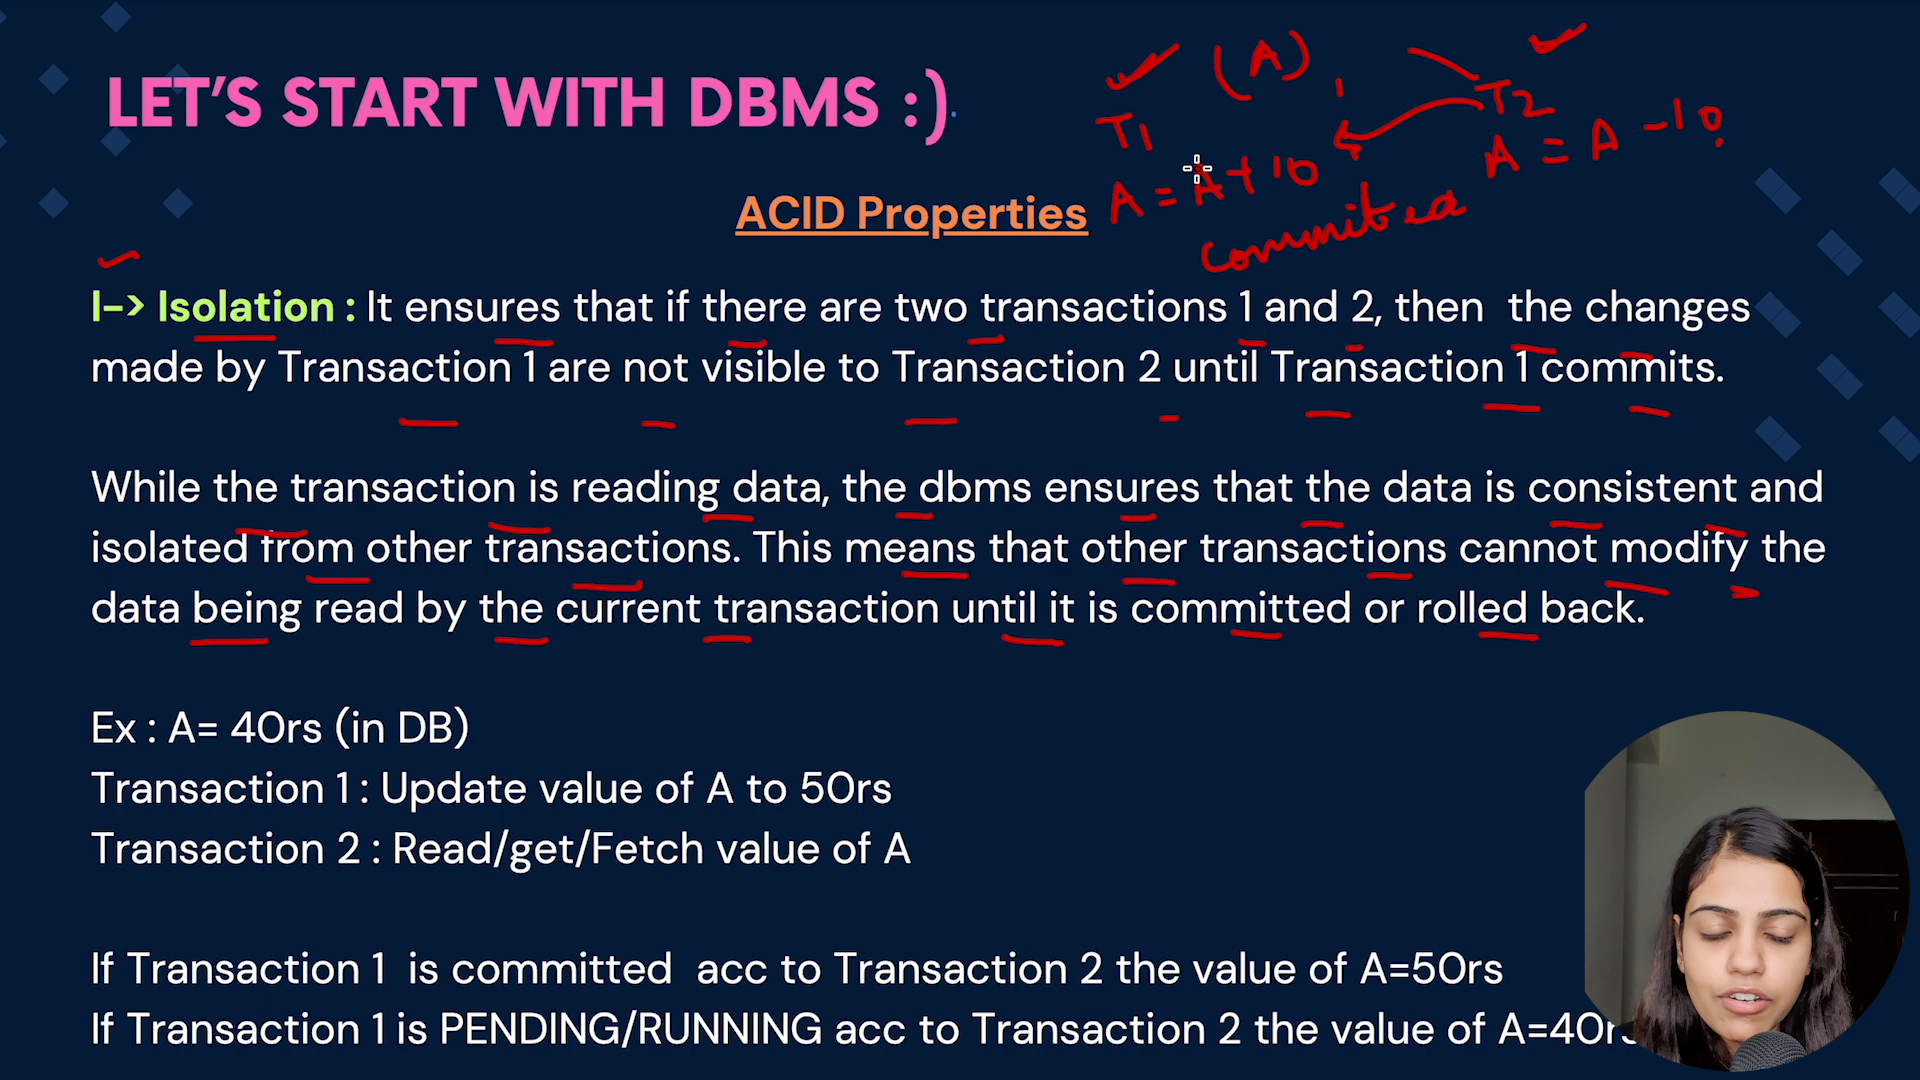 LET'S START WITH DBMS :)
(A)
T1
T2
A = A + 10
A = A - 10
Commited
ACID Properties
I-> Isolation : It ensures that if there are two transactions 1 and 2, then the changes
made by Transaction 1 are not visible to Transaction 2 until Transaction 1 commits.
While the transaction is reading data, the dbms ensures that the data is consistent and
isolated from other transactions. This means that other transactions cannot modify the
data being read by the current transaction until it is committed or rolled back.
Ex : A= 40rs (in DB)
Transaction 1 : Update value of A to 50rs
Transaction 2 : Read/get/Fetch value of A
If Transaction 1 is committed acc to Transaction 2 the value of A=50rs
If Transaction 1 is PENDING/RUNNING acc to Transaction 2 the value of A=40rs